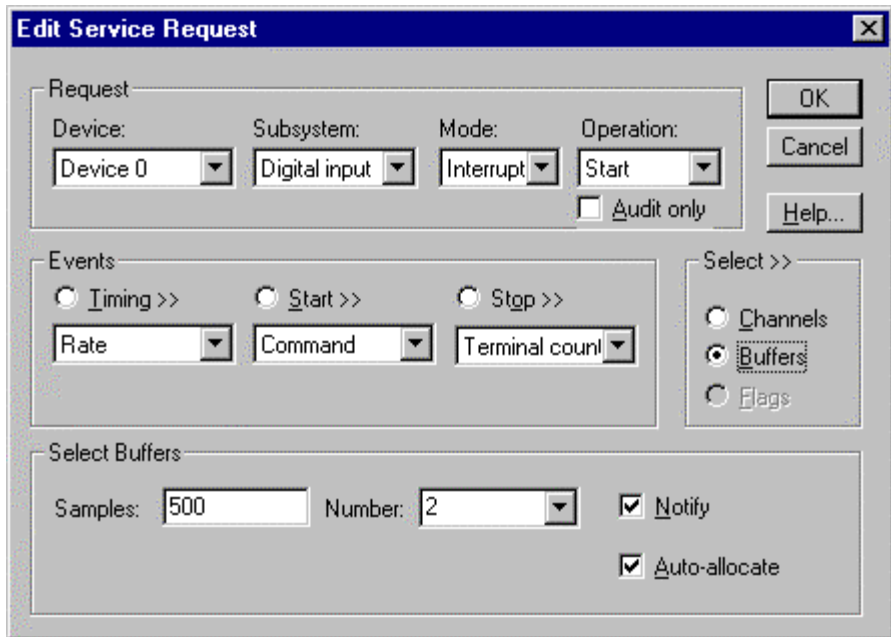 Edit Service Request
Request
OK
Device: Subsystem: Mode: Operation:
Cancel
Device 0 Digital input Interrupt Start
Audit only
Help...
Events
Select >>
Timing >> Start >> Stop >>
Channels
Rate Command Terminal count
Buffers
Flags
Select Buffers
Samples: 500 Number: 2 Notify
Auto-allocate